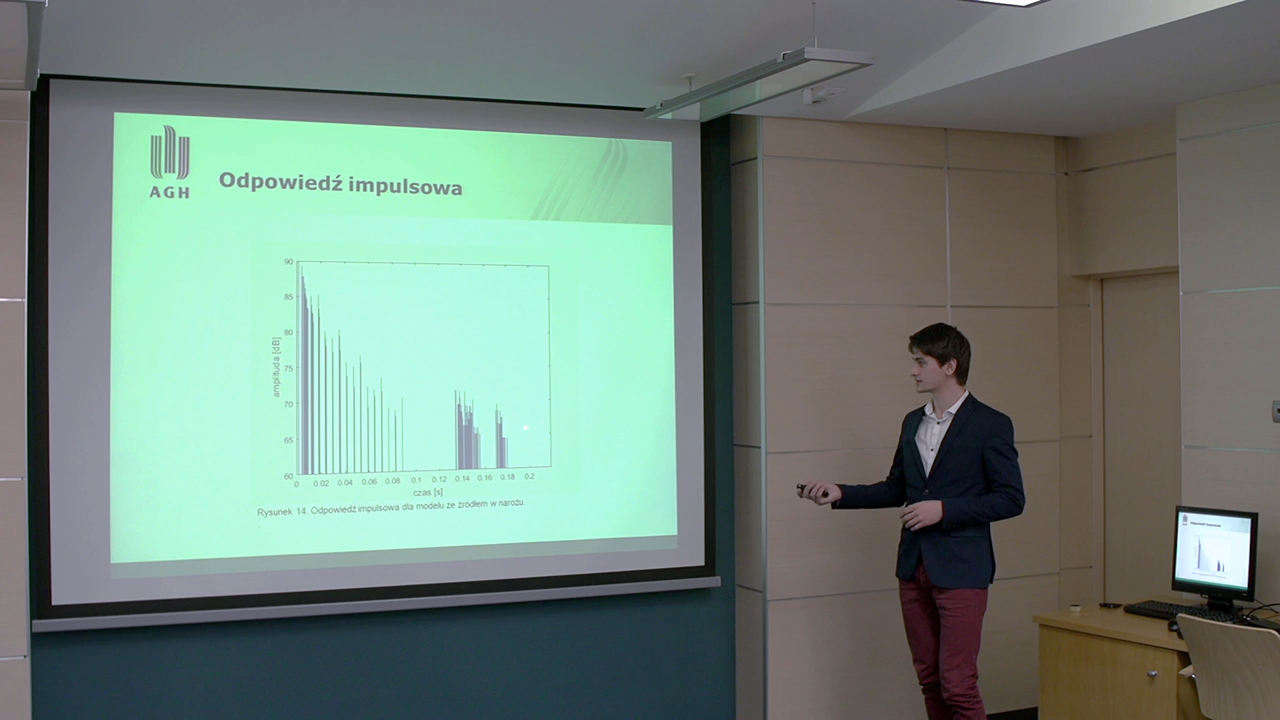 AGH
Odpowiedź impulsowa
90
85
80
75
70
65
60
amplituda [dB]
0 0.02 0.04 0.06 0.08 0.1 0.12 0.14 0.16 0.18 0.2
czas [s]
Rysunek 14. Odpowiedź impulsowa dla modelu ze źródłem w narożu.
Odpowiedź impulsowa